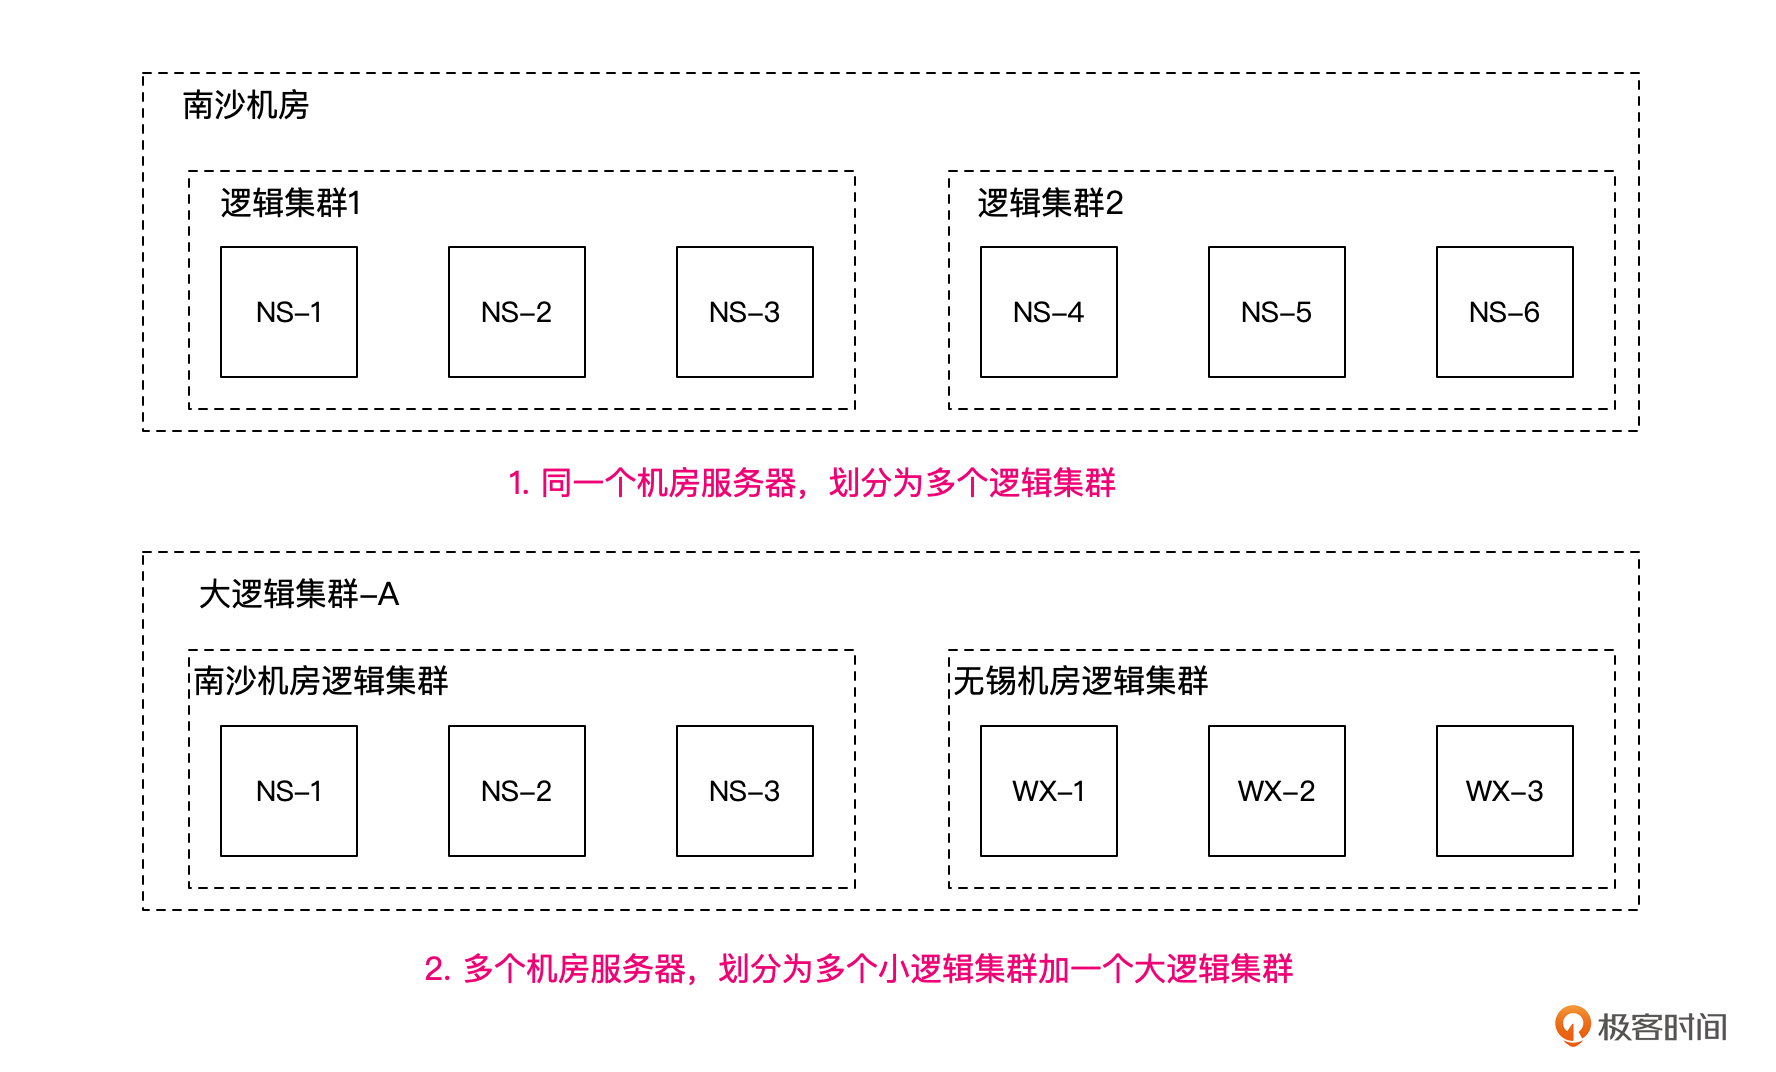 南沙机房
逻辑集群1
逻辑集群2
NS-1
NS-2
NS-3
NS-4
NS-5
NS-6
1. 同一个机房服务器，划分为多个逻辑集群
大逻辑集群-A
南沙机房逻辑集群
无锡机房逻辑集群
NS-1
NS-2
NS-3
WX-1
WX-2
WX-3
2. 多个机房服务器，划分为多个小逻辑集群加一个大逻辑集群
极客时间